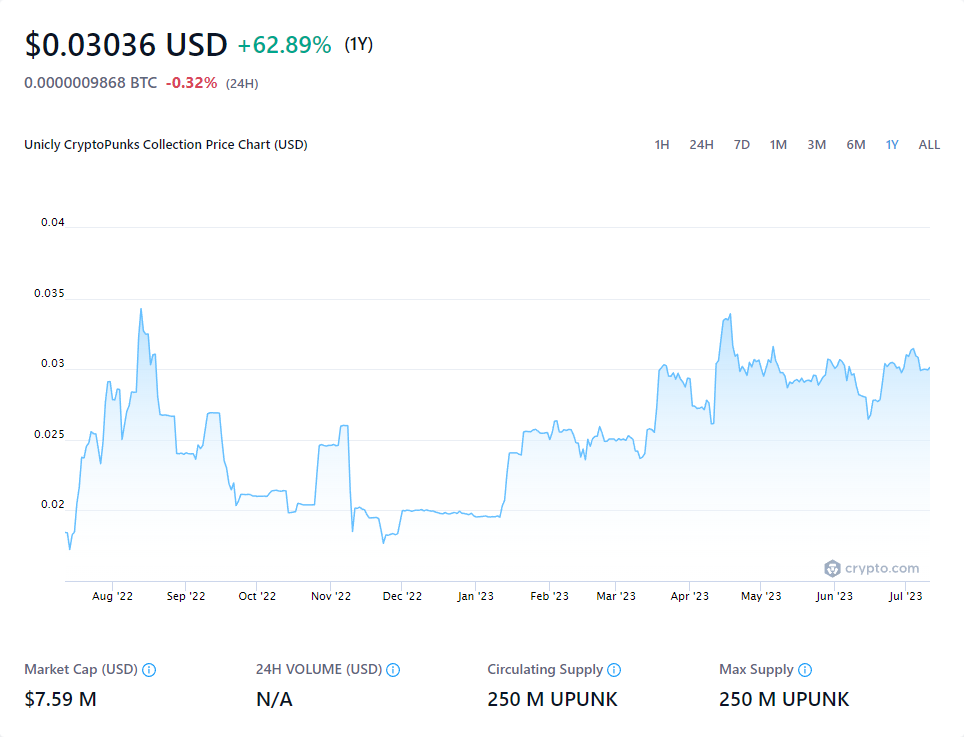 $0.03036 USD +62.89% (1Y)
0.0000009868 BTC -0.32% (24H)
Unicly CryptoPunks Collection Price Chart (USD) 1H 24H 7D 1M 3M 6M 1Y ALL
0.04
0.035
0.03
0.025
0.02
crypto.com
Aug '22 Sep '22 Oct '22 Nov '22 Dec '22 Jan '23 Feb '23 Mar '23 Apr '23 May '23 Jun '23 Jul '23
Market Cap (USD) 24H VOLUME (USD) Circulating Supply Max Supply
$7.59 M N/A 250 M UPUNK 250 M UPUNK